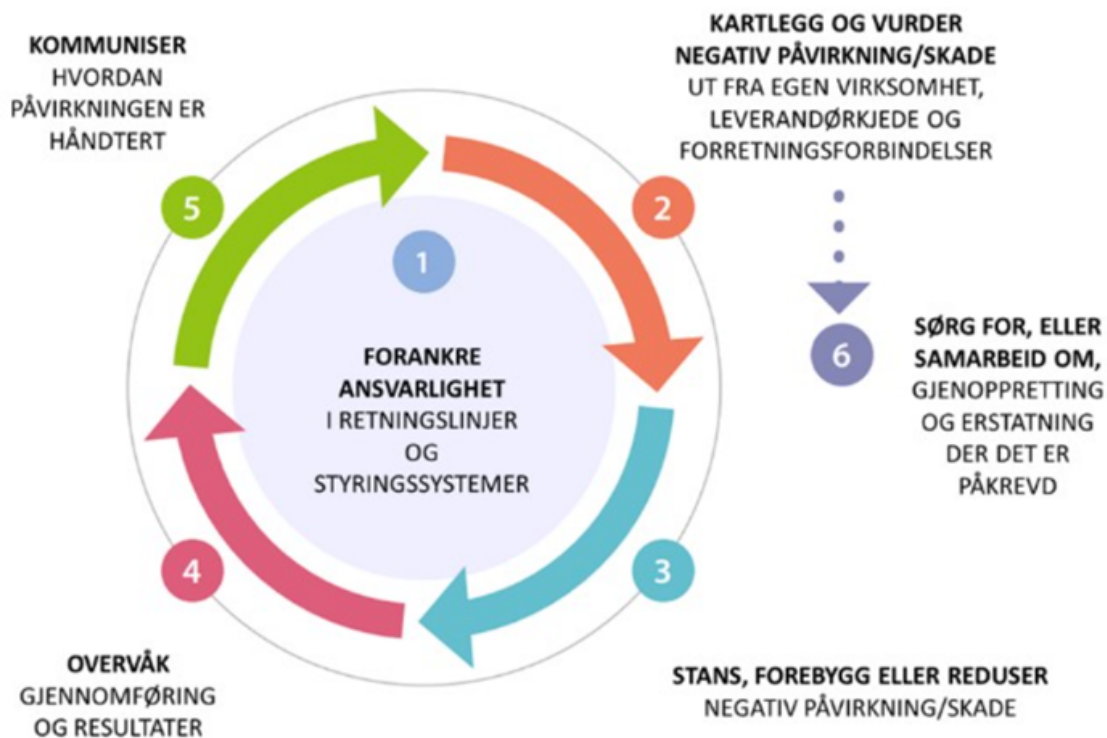 KOMMUNISER
HVORDAN
PÅVIRKNINGEN ER
HÅNDTERT
5
KARTLEGG OG VURDER
NEGATIV PÅVIRKNING/SKADE
UT FRA EGEN VIRKSOMHET,
LEVERANDØRKJEDE OG
FORRETNINGSFORBINDELSER
2
1
FORANKRE
ANSVARLIGHET
I RETNINGSLINJER
OG
STYRINGSSYSTEMER
6
SØRG FOR, ELLER
SAMARBEID OM,
GJENOPPRETTING
OG ERSTATNING
DER DET ER
PÅKREVD
4
OVERVÅK
GJENNOMFØRING
OG RESULTATER
3
STANS, FOREBYGG ELLER REDUSER
NEGATIV PÅVIRKNING/SKADE